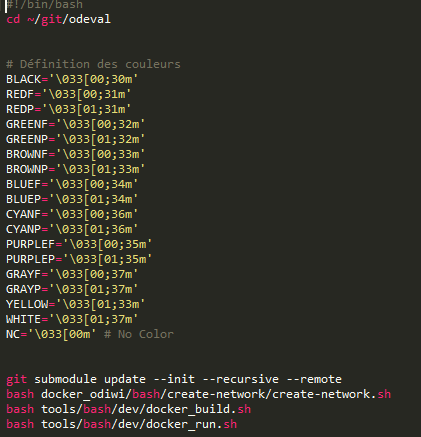 #!/bin/bash
cd ~/git/odeval
# Définition des couleurs
BLACK='\033[00;30m'
REDF='\033[00;31m'
REDP='\033[01;31m'
GREENF='\033[00;32m'
GREENP='\033[01;32m'
BROWNF='\033[00;33m'
BROWNP='\033[01;33m'
BLUEF='\033[00;34m'
BLUEP='\033[01;34m'
CYANF='\033[00;36m'
CYANP='\033[01;36m'
PURPLEF='\033[00;35m'
PURPLEP='\033[01;35m'
GRAYF='\033[00;37m'
GRAYP='\033[01;37m'
YELLOW='\033[01;33m'
WHITE='\033[01;37m'
NC='\033[00m' # No Color
git submodule update --init --recursive --remote
bash docker_odiwi/bash/create-network/create-network.sh
bash tools/bash/dev/docker_build.sh
bash tools/bash/dev/docker_run.sh